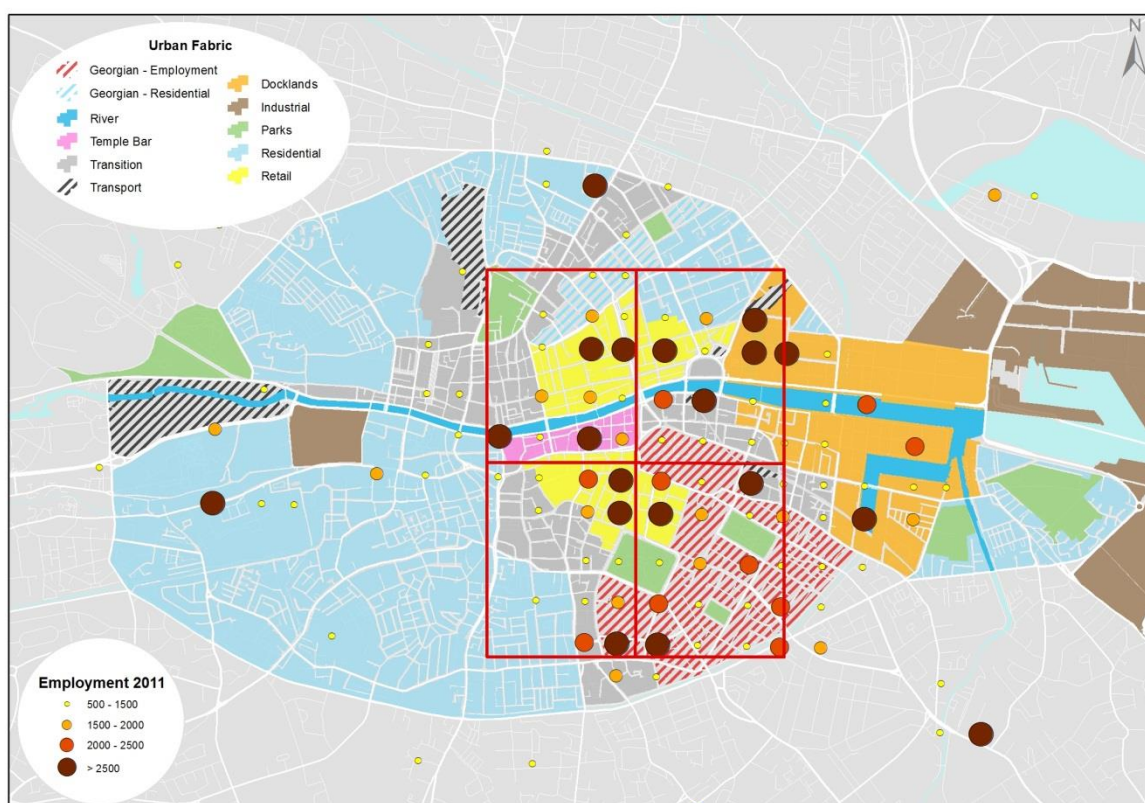 N
Urban Fabric
Georgian - Employment
Georgian - Residential
River
Temple Bar
Transition
Transport
Docklands
Industrial
Parks
Residential
Retail
Employment 2011
500 - 1500
1500 - 2000
2000 - 2500
> 2500